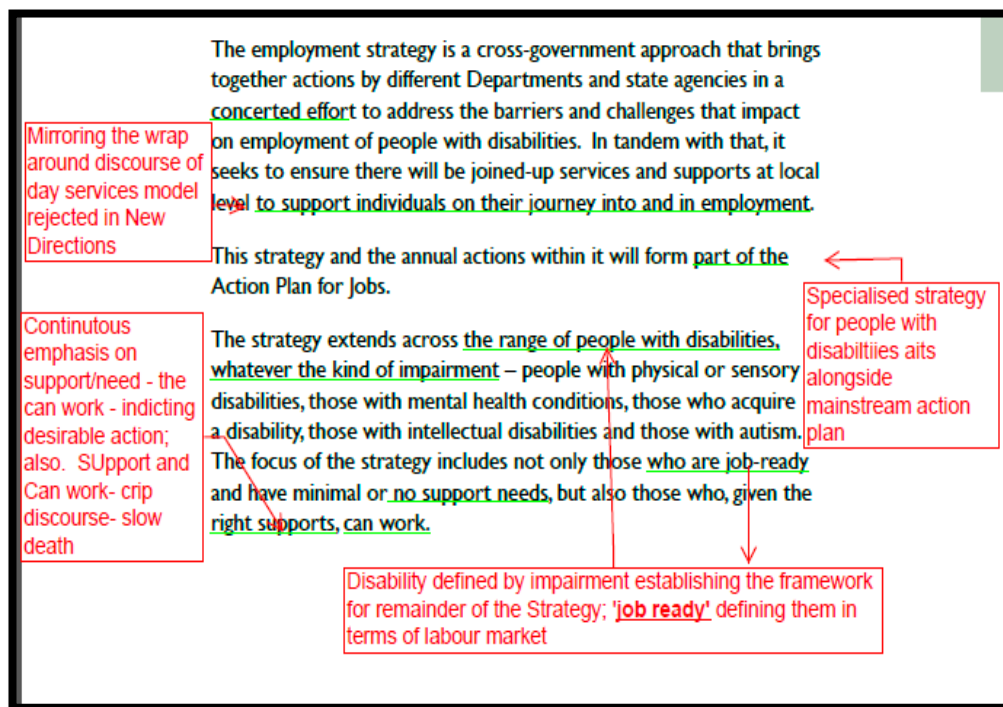 The employment strategy is a cross-government approach that brings
together actions by different Departments and state agencies in a
concerted effort to address the barriers and challenges that impact
on employment of people with disabilities. In tandem with that, it
seeks to ensure there will be joined-up services and supports at local
level to support individuals on their journey into and in employment.
Mirroring the wrap
around discourse of
day services model
rejected in New
Directions
This strategy and the annual actions within it will form part of the
Action Plan for Jobs.
Specialised strategy
for people with
disabiltiies aits
alongside
mainstream action
plan
The strategy extends across the range of people with disabilities,
whatever the kind of impairment – people with physical or sensory
disabilities, those with mental health conditions, those who acquire
a disability, those with intellectual disabilities and those with autism.
The focus of the strategy includes not only those who are job-ready
and have minimal or no support needs, but also those who, given the
right supports, can work.
Continutous
emphasis on
support/need - the
can work - indicting
desirable action;
also. SUpport and
Can work- crip
discourse- slow
death
Disability defined by impairment establishing the framework
for remainder of the Strategy; 'job ready' defining them in
terms of labour market